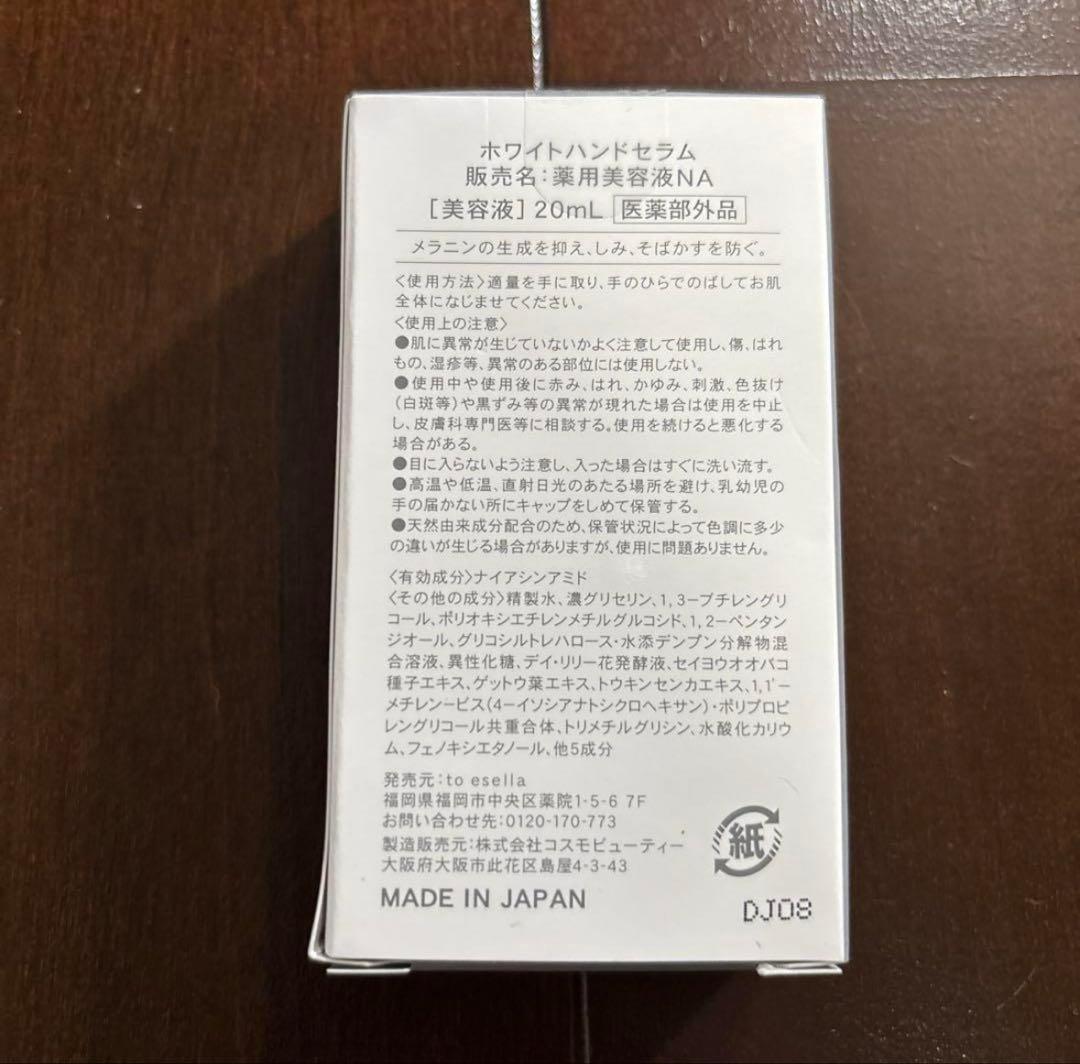 ホワイトハンドセラム
販売名:薬用美容液NA
[美容液] 20mL 医薬部外品
メラニンの生成を抑え、しみ、そばかすを防ぐ。
〈使用方法〉適量を手に取り、手のひらでのばしてお肌
全体になじませてください。
〈使用上の注意〉
●肌に異常が生じていないかよく注意して使用し、傷、はれ
もの、湿疹等、異常のある部位には使用しない。
●使用中や使用後に赤み、はれ、かゆみ、刺激、色抜け
(白斑等)や黒ずみ等の異常が現れた場合は使用を中止
し、皮膚科専門医等に相談する。使用を続けると悪化する
場合がある。
●目に入らないよう注意し、入った場合はすぐに洗い流す。
●高温や低温、直射日光のあたる場所を避け、乳幼児の
手の届かない所にキャップをしめて保管する。
●天然由来成分配合のため、保管状況によって色調に多少
の違いが生じる場合がありますが、使用に問題ありません。
〈有効成分〉ナイアシンアミド
〈その他の成分〉精製水、濃グリセリン、1,3-ブチレングリ
コール、ポリオキシエチレンメチルグルコシド、1,2-ペンタン
ジオール、グリコシルトレハロース・水添デンプン分解物混
合溶液、異性化糖、デイ・リリー花発酵液、セイヨウオオバコ
種子エキス、ゲットウ葉エキス、トウキンセンカエキス、1,1'-
メチレン-ビス(4-イソシアナトシクロヘキサン)・ポリプロピ
レングリコール共重合体、トリメチルグリシン、水酸化カリウ
ム、フェノキシエタノール、他5成分
発売元:to esella
福岡県福岡市中央区薬院1-5-6 7F
お問い合わせ先:0120-170-773
製造販売元:株式会社コスモビューティー
大阪府大阪市此花区島屋4-3-43
MADE IN JAPAN
紙
DJ08